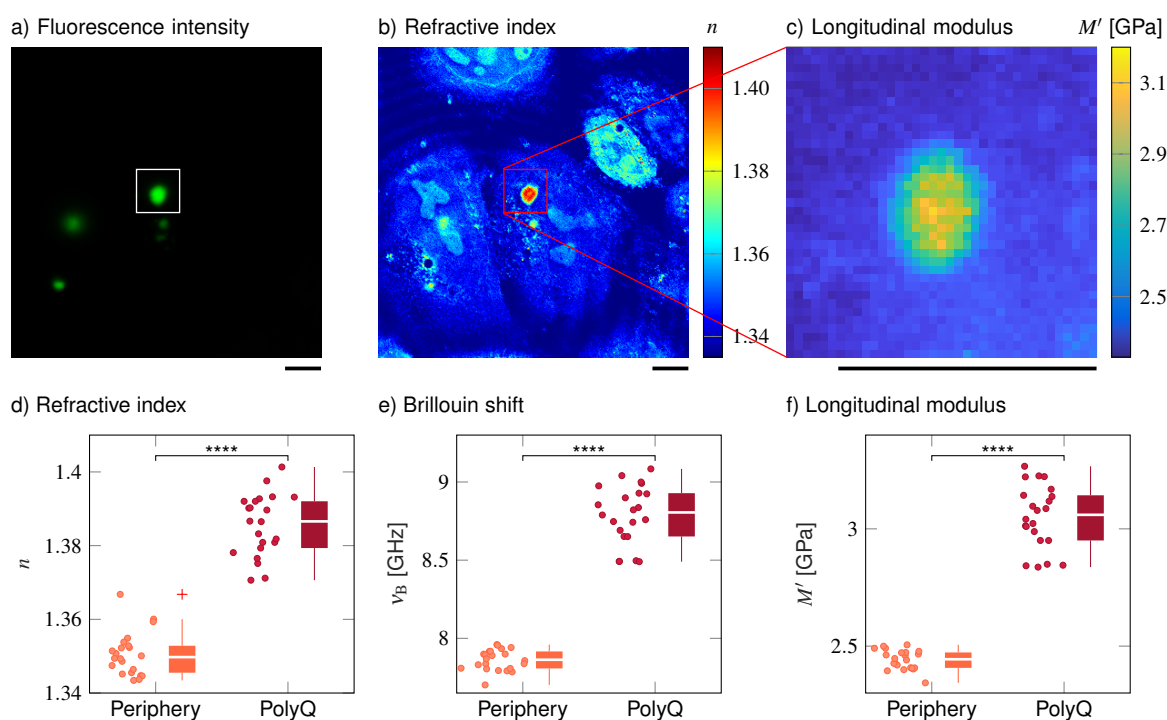 a) Fluorescence intensity
b) Refractive index
n
1.40
1.38
1.36
1.34
c) Longitudinal modulus
M′ [GPa]
3.1
2.9
2.7
2.5
d) Refractive index
n
1.4
1.38
1.36
1.34
****
Periphery
PolyQ
e) Brillouin shift
νB [GHz]
9
8.5
8
****
Periphery
PolyQ
f) Longitudinal modulus
M′ [GPa]
3
2.5
****
Periphery
PolyQ